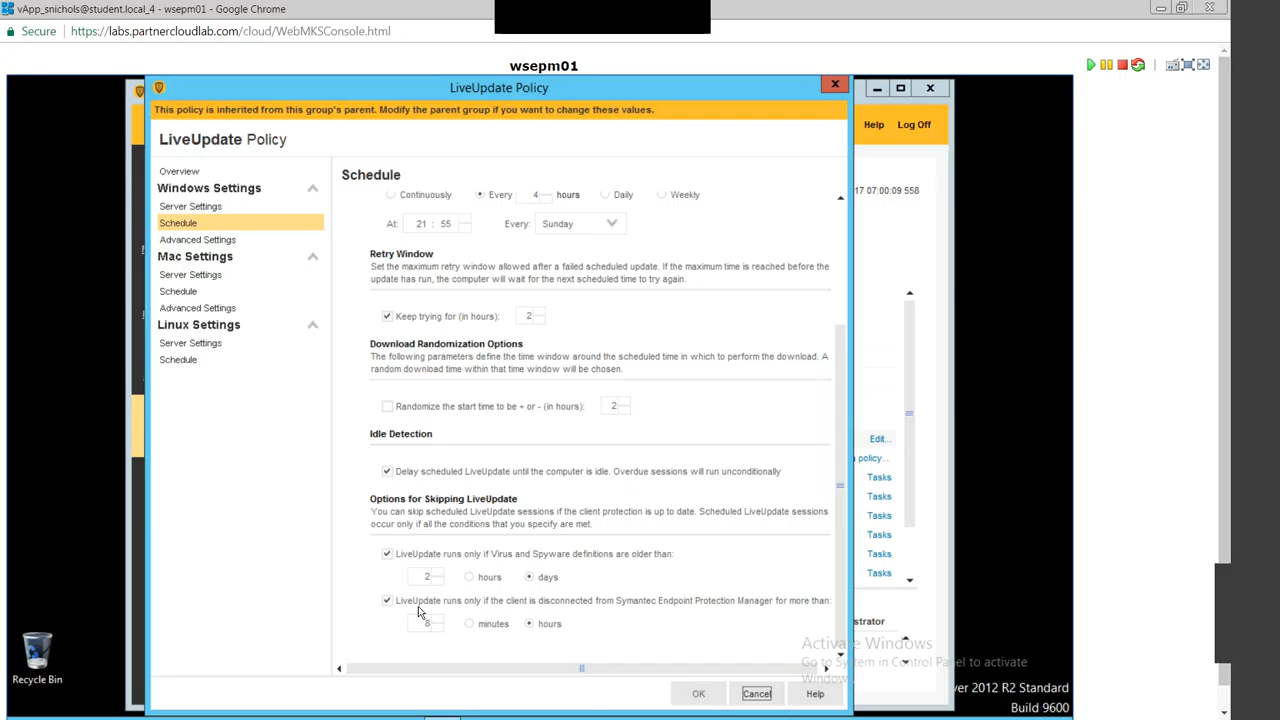 vApp_snichols@student.local_4 - wsepm01 - Google Chrome
Secure https://labs.partnercloudlab.com/cloud/WebMKSConsole.html
wsepm01
LiveUpdate Policy
This policy is inherited from this group's parent. Modify the parent group if you want to change these values.
Help Log Off
LiveUpdate Policy
Overview
Windows Settings
Server Settings
Schedule
Advanced Settings
Mac Settings
Server Settings
Schedule
Advanced Settings
Linux Settings
Server Settings
Schedule
Schedule
Continuously Every 4 hours Daily Weekly
At: 21 : 55 Every: Sunday
Retry Window
Set the maximum retry window allowed after a failed scheduled update. If the maximum time is reached before the
update has run, the computer will wait for the next scheduled time to try again.
Keep trying for (in hours): 2
Download Randomization Options
The following parameters define the time window around the scheduled time in which to perform the download. A
random download time within that time window will be chosen.
Randomize the start time to be + or - (in hours): 2
Idle Detection
Delay scheduled LiveUpdate until the computer is idle. Overdue sessions will run unconditionally
Options for Skipping LiveUpdate
You can skip scheduled LiveUpdate sessions if the client protection is up to date. Scheduled LiveUpdate sessions
occur only if all the conditions that you specify are met.
LiveUpdate runs only if Virus and Spyware definitions are older than:
2 hours days
LiveUpdate runs only if the client is disconnected from Symantec Endpoint Protection Manager for more than:
8 minutes hours
OK Cancel Help
17 07:00:09 558
Edit...
policy...
Tasks
Tasks
Tasks
Tasks
Tasks
Tasks
istrator
Activate Windows
Go to System in Control Panel to activate
Windows.
ver 2012 R2 Standard
Build 9600
Recycle Bin